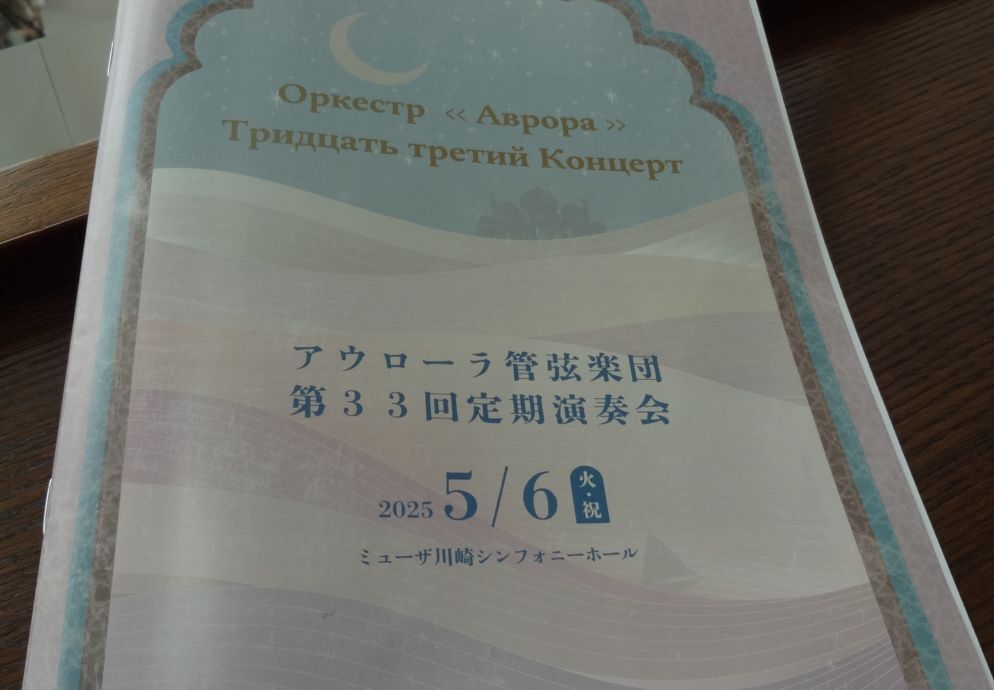 Оркестр << Аврора >>
Тридцать третий Концерт
アウローラ管弦楽団
第３３回定期演奏会
2025 5/6 火・祝
ミューザ川崎シンフォニーホール